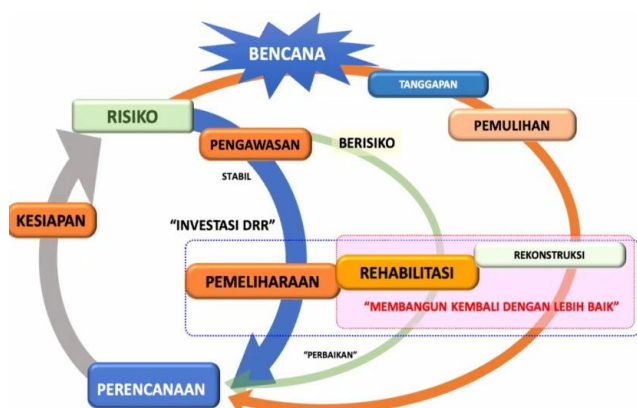 BENCANA
TANGGAPAN
RISIKO
PEMULIHAN
PENGAWASAN
BERISIKO
STABIL
KESIAPAN
“INVESTASI DRR”
REKONSTRUKSI
PEMELIHARAAN
REHABILITASI
“MEMBANGUN KEMBALI DENGAN LEBIH BAIK”
“PERBAIKAN”
PERENCANAAN